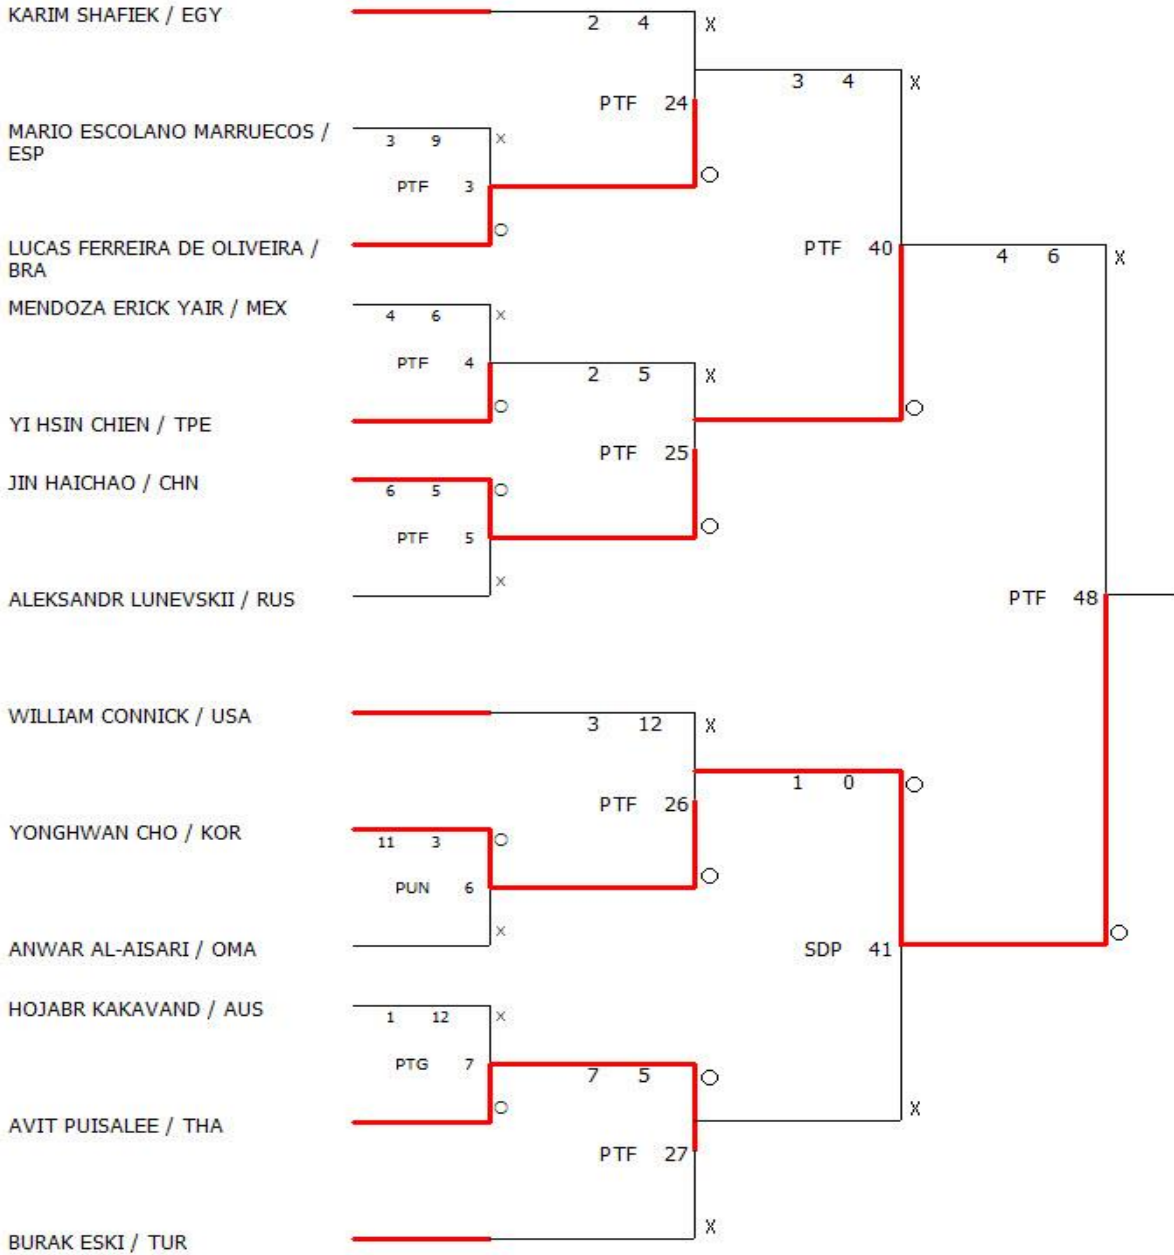 KARIM SHAFIEK / EGY
2 4 X
3 4 X
PTF 24
MARIO ESCOLANO MARRUECOS /
ESP
3 9 X
PTF 3
O
O
LUCAS FERREIRA DE OLIVEIRA /
BRA
PTF 40
4 6 X
MENDOZA ERICK YAIR / MEX
4 6 X
PTF 4
2 5 X
O
O
YI HSIN CHIEN / TPE
PTF 25
JIN HAICHAO / CHN
6 5 O
O
PTF 5
X
ALEKSANDR LUNEVSKII / RUS
PTF 48
WILLIAM CONNICK / USA
3 12 X
1 0 O
PTF 26
YONGHWAN CHO / KOR
11 3 O
O
PUN 6
X
O
ANWAR AL-AISARI / OMA
SDP 41
HOJABR KAKAVAND / AUS
1 12 X
PTG 7
7 5 O
O
X
AVIT PUISALEE / THA
PTF 27
X
BURAK ESKI / TUR